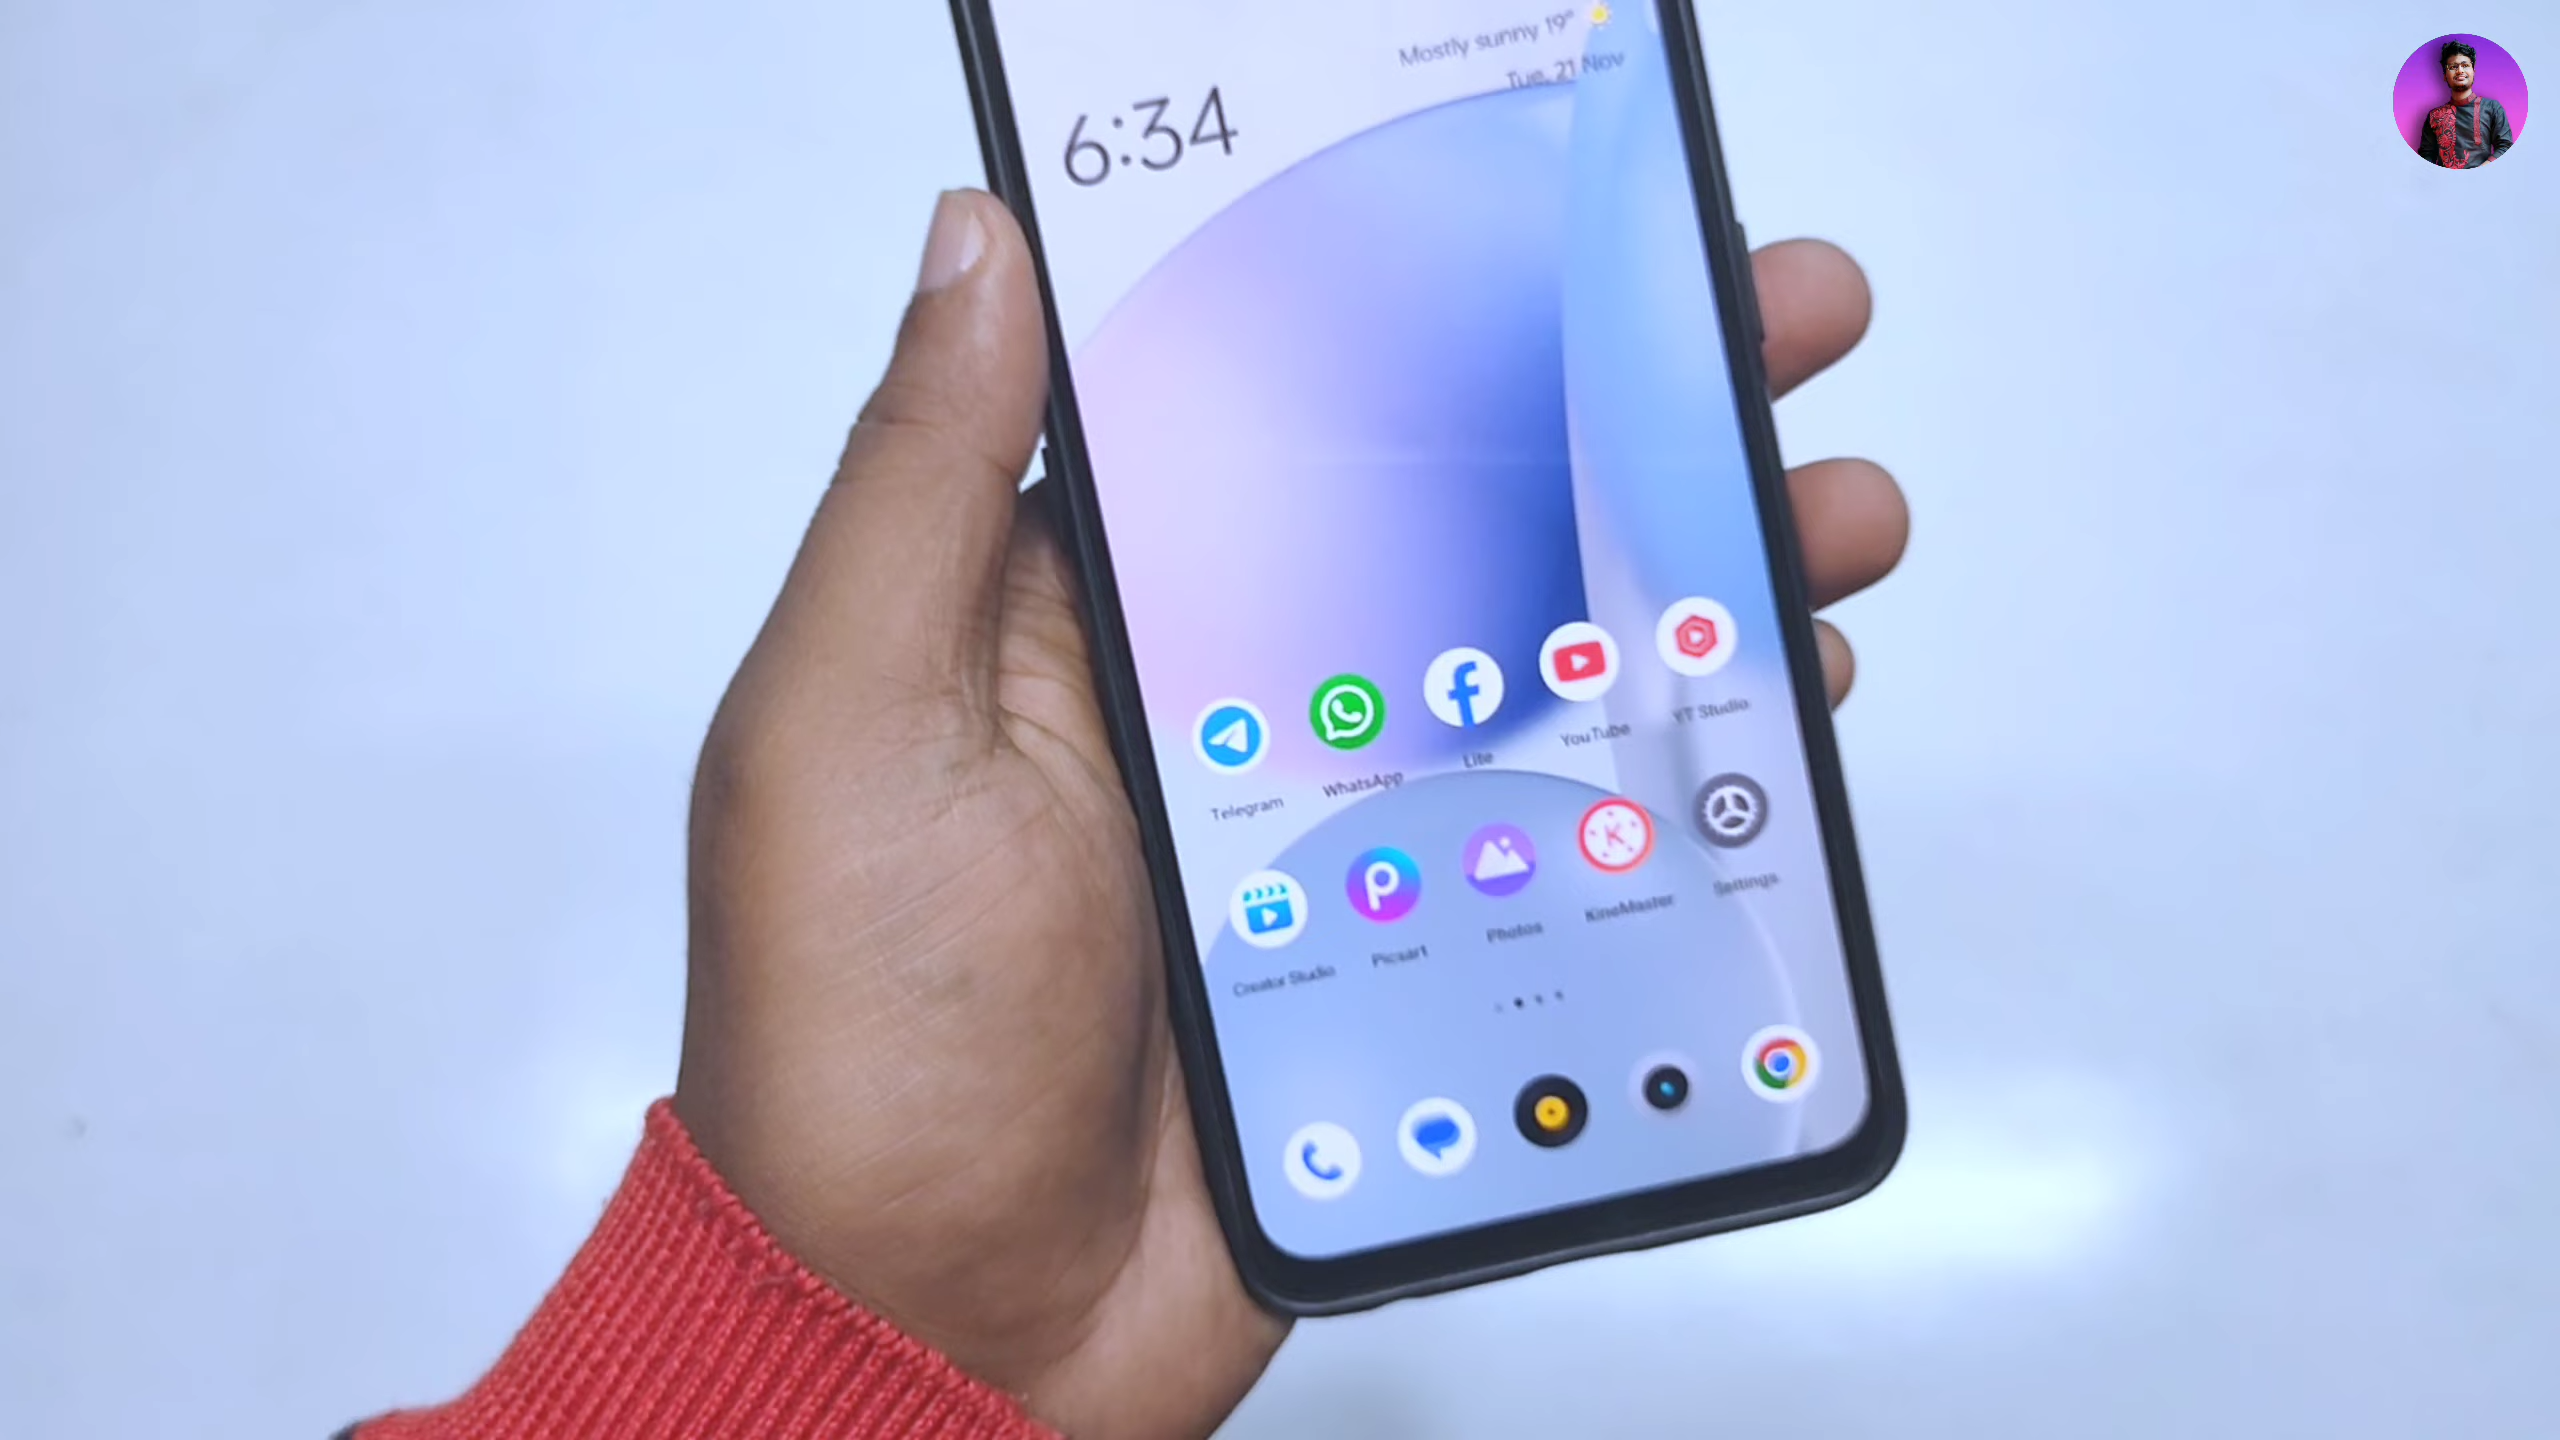 Mostly sunny 19°
Tue, 21 Nov
6:34
Telegram
WhatsApp
Lite
YouTube
YT Studio
Creator Studio
Picsart
Photos
KineMaster
Settings